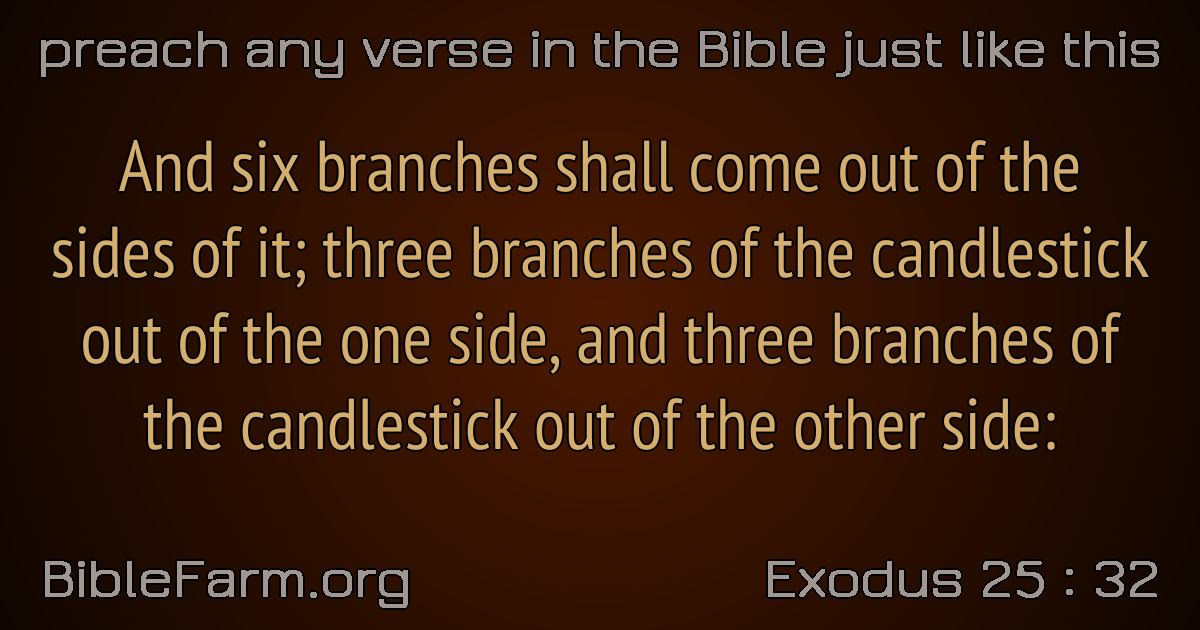 preach any verse in the Bible just like this
And six branches shall come out of the
sides of it; three branches of the candlestick
out of the one side, and three branches of
the candlestick out of the other side:
BibleFarm.org
Exodus 25 : 32